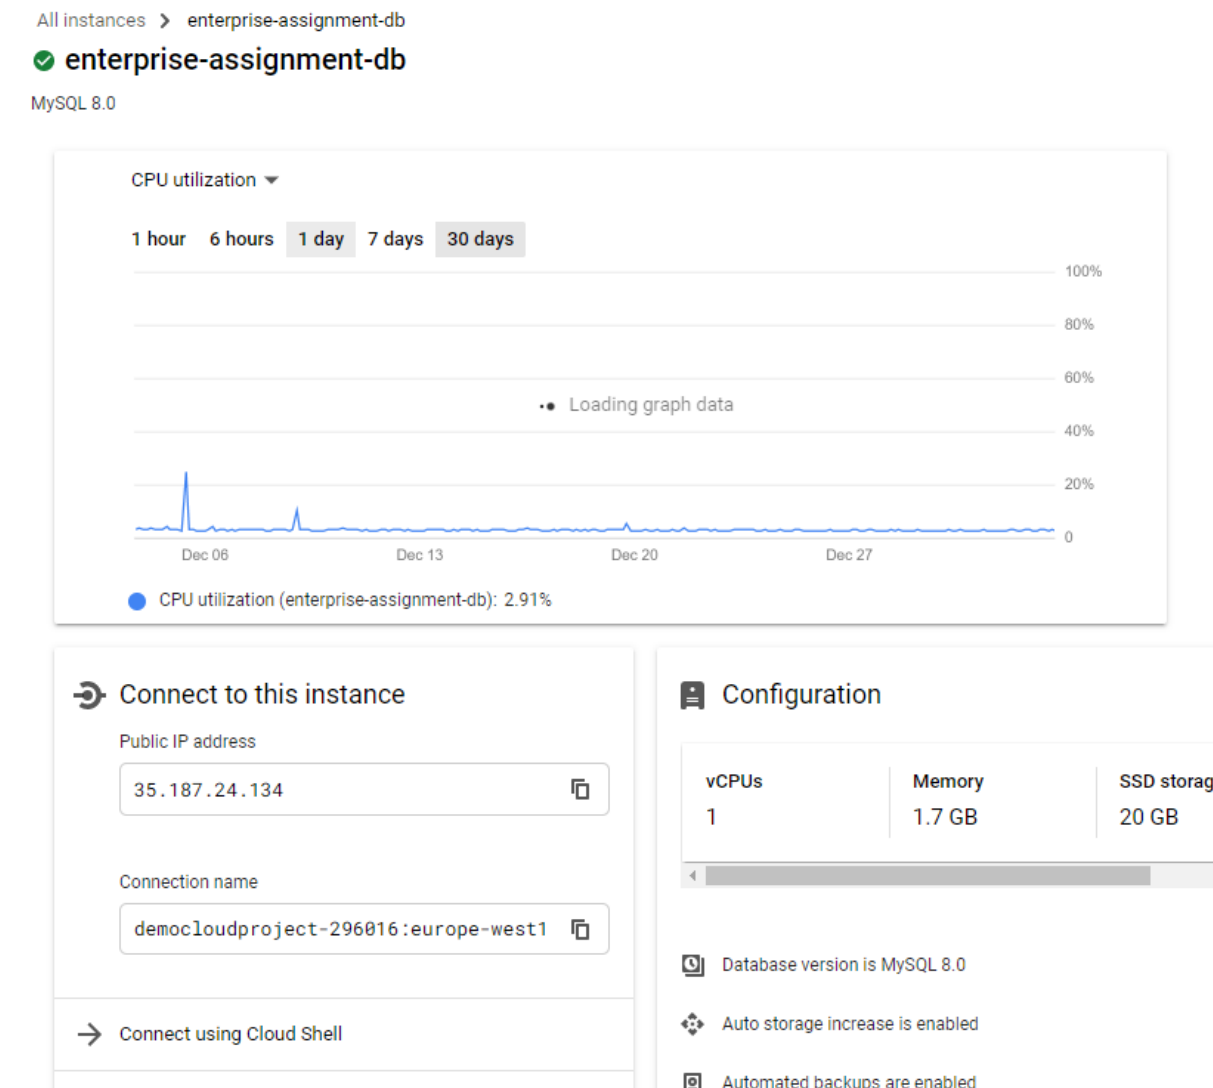 All instances > enterprise-assignment-db
enterprise-assignment-db
MySQL 8.0
CPU utilization
1 hour 6 hours 1 day 7 days 30 days
100%
80%
60%
Loading graph data
40%
20%
0
Dec 06 Dec 13 Dec 20 Dec 27
CPU utilization (enterprise-assignment-db): 2.91%
Connect to this instance
Public IP address
35.187.24.134
Connection name
democloudproject-296016:europe-west1
Connect using Cloud Shell
Configuration
vCPUs Memory SSD storag
1 1.7 GB 20 GB
Database version is MySQL 8.0
Auto storage increase is enabled
Automated backups are enabled